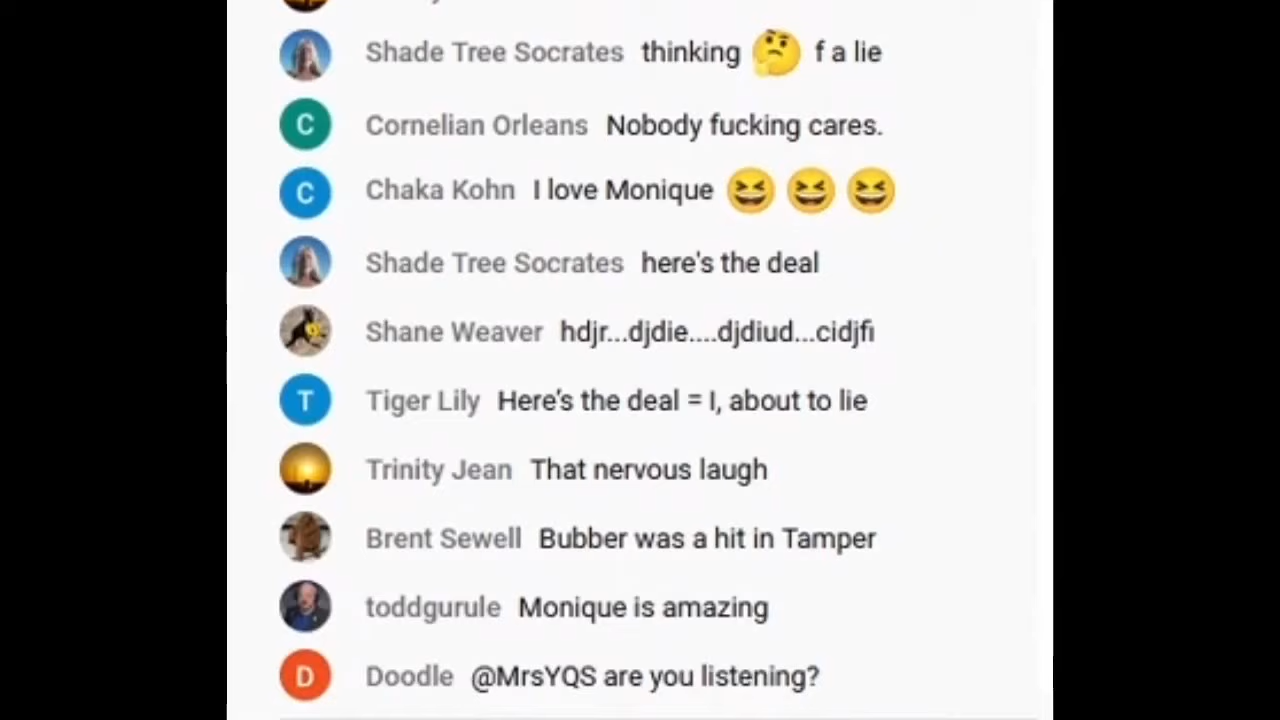 Shade Tree Socrates thinking 🤔 f a lie
C Cornelian Orleans Nobody fucking cares.
C Chaka Kohn I love Monique 😆 😆 😆
Shade Tree Socrates here's the deal
Shane Weaver hdjr...djdie....djdiud...cidjfi
T Tiger Lily Here's the deal = I, about to lie
Trinity Jean That nervous laugh
Brent Sewell Bubber was a hit in Tamper
toddgurule Monique is amazing
D Doodle @MrsYQS are you listening?